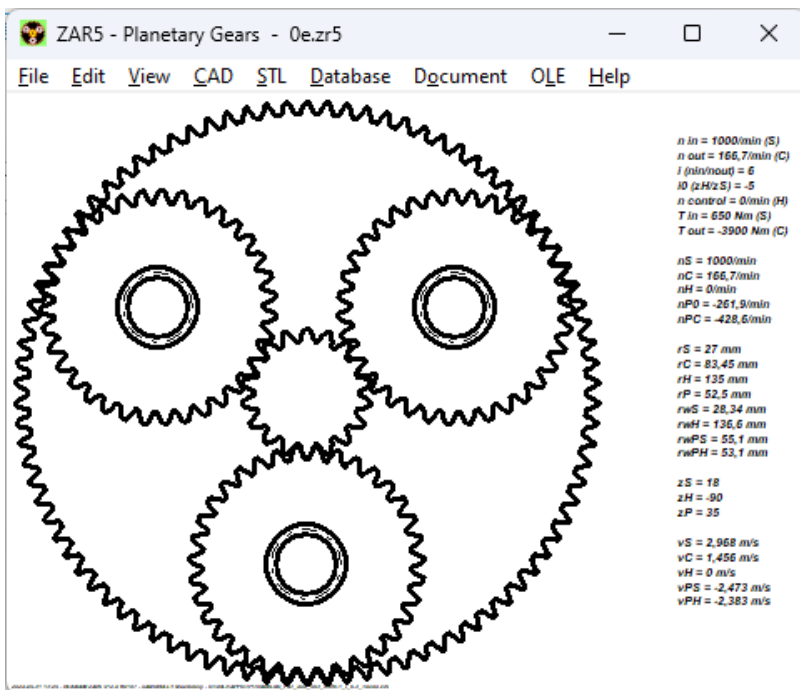 ZAR5 - Planetary Gears - 0e.zr5
File Edit View CAD STL Database Document OLE Help
n in = 1000/min (S)
n out = 166,7/min (C)
i (nin/nout) = 6
i0 (zH/zS) = -5
n control = 0/min (H)
T in = 650 Nm (S)
T out = -3900 Nm (C)
nS = 1000/min
nC = 166,7/min
nH = 0/min
nP0 = -261,9/min
nPC = -428,6/min
rS = 27 mm
rC = 83,45 mm
rH = 135 mm
rP = 52,5 mm
rwS = 28,34 mm
rwH = 136,6 mm
rwPS = 55,1 mm
rwPH = 53,1 mm
zS = 18
zH = -90
zP = 35
vS = 2,968 m/s
vC = 1,456 m/s
vH = 0 m/s
vPS = -2,473 m/s
vPH = -2,383 m/s